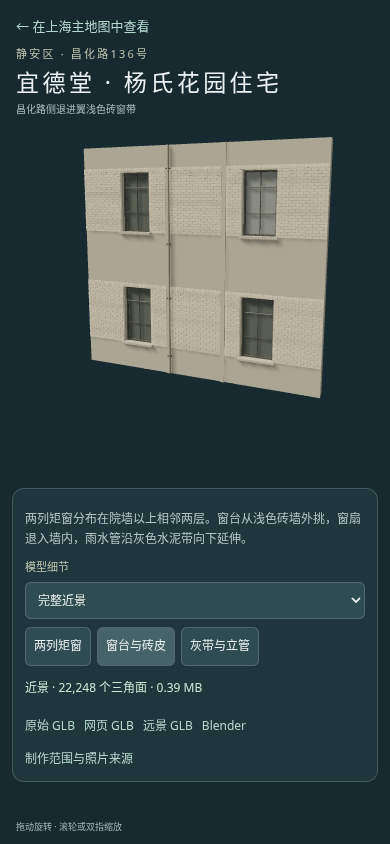 ← 在上海主地图中查看
静安区 · 昌化路136号
宜德堂 · 杨氏花园住宅
昌化路侧退进翼浅色砖窗带
两列矩窗分布在院墙以上相邻两层。窗台从浅色砖墙外挑，窗扇
退入墙内，雨水管沿灰色水泥带向下延伸。
模型细节
完整近景
两列矩窗 窗台与砖皮 灰带与立管
近景 · 22,248 个三角面 · 0.39 MB
原始 GLB 网页 GLB 远景 GLB Blender
制作范围与照片来源
拖动旋转 · 滚轮或双指缩放